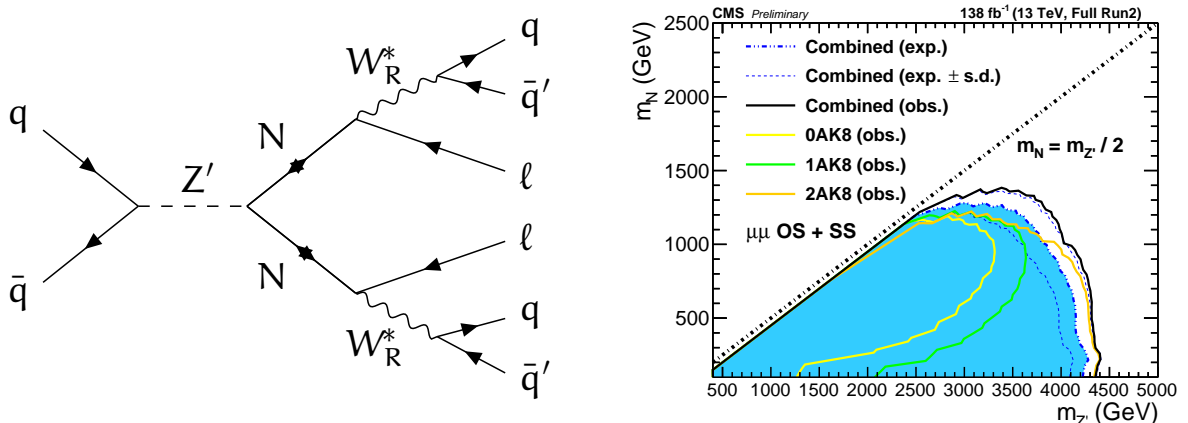 q
q̄
Z′
N
N
W*R
W*R
q
q̄′
ℓ
ℓ
q
q̄′
CMS Preliminary
138 fb⁻¹ (13 TeV, Full Run2)
mN (GeV)
2500
2000
1500
1000
500
Combined (exp.)
Combined (exp. ± s.d.)
Combined (obs.)
0AK8 (obs.)
1AK8 (obs.)
2AK8 (obs.)
mN = mZ' / 2
μμ OS + SS
500 1000 1500 2000 2500 3000 3500 4000 4500 5000
mZ' (GeV)